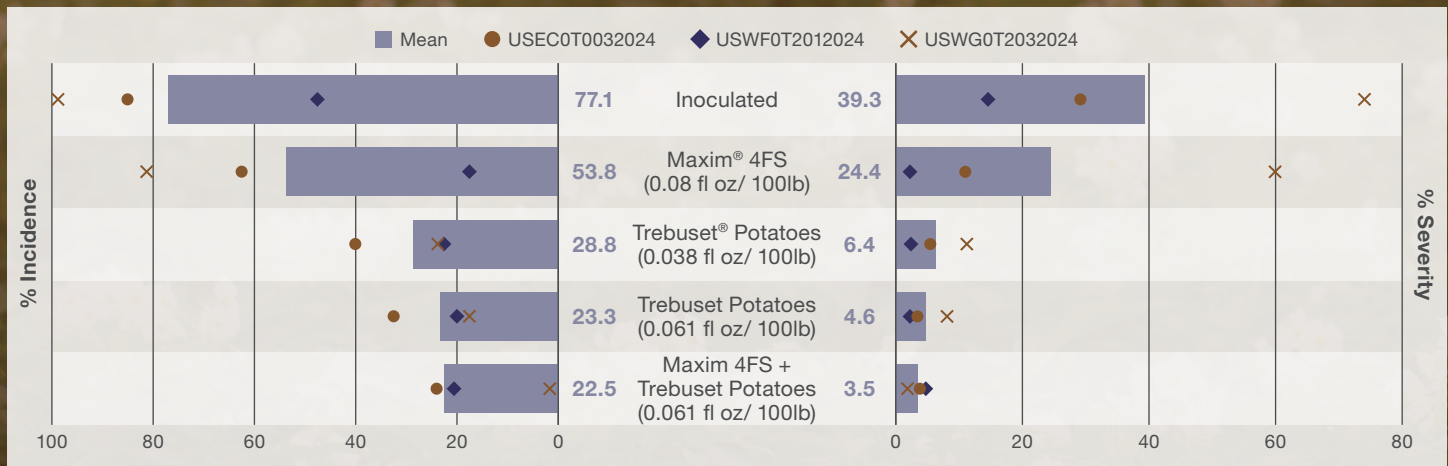 Mean USEC0T0032024 USWF0T2012024 USWG0T2032024
% Incidence
77.1 Inoculated 39.3
53.8 Maxim® 4FS 24.4
(0.08 fl oz/ 100lb)
28.8 Trebuset® Potatoes 6.4
(0.038 fl oz/ 100lb)
23.3 Trebuset Potatoes 4.6
(0.061 fl oz/ 100lb)
Maxim 4FS +
22.5 Trebuset Potatoes 3.5
(0.061 fl oz/ 100lb)
% Severity
100 80 60 40 20 0 0 20 40 60 80